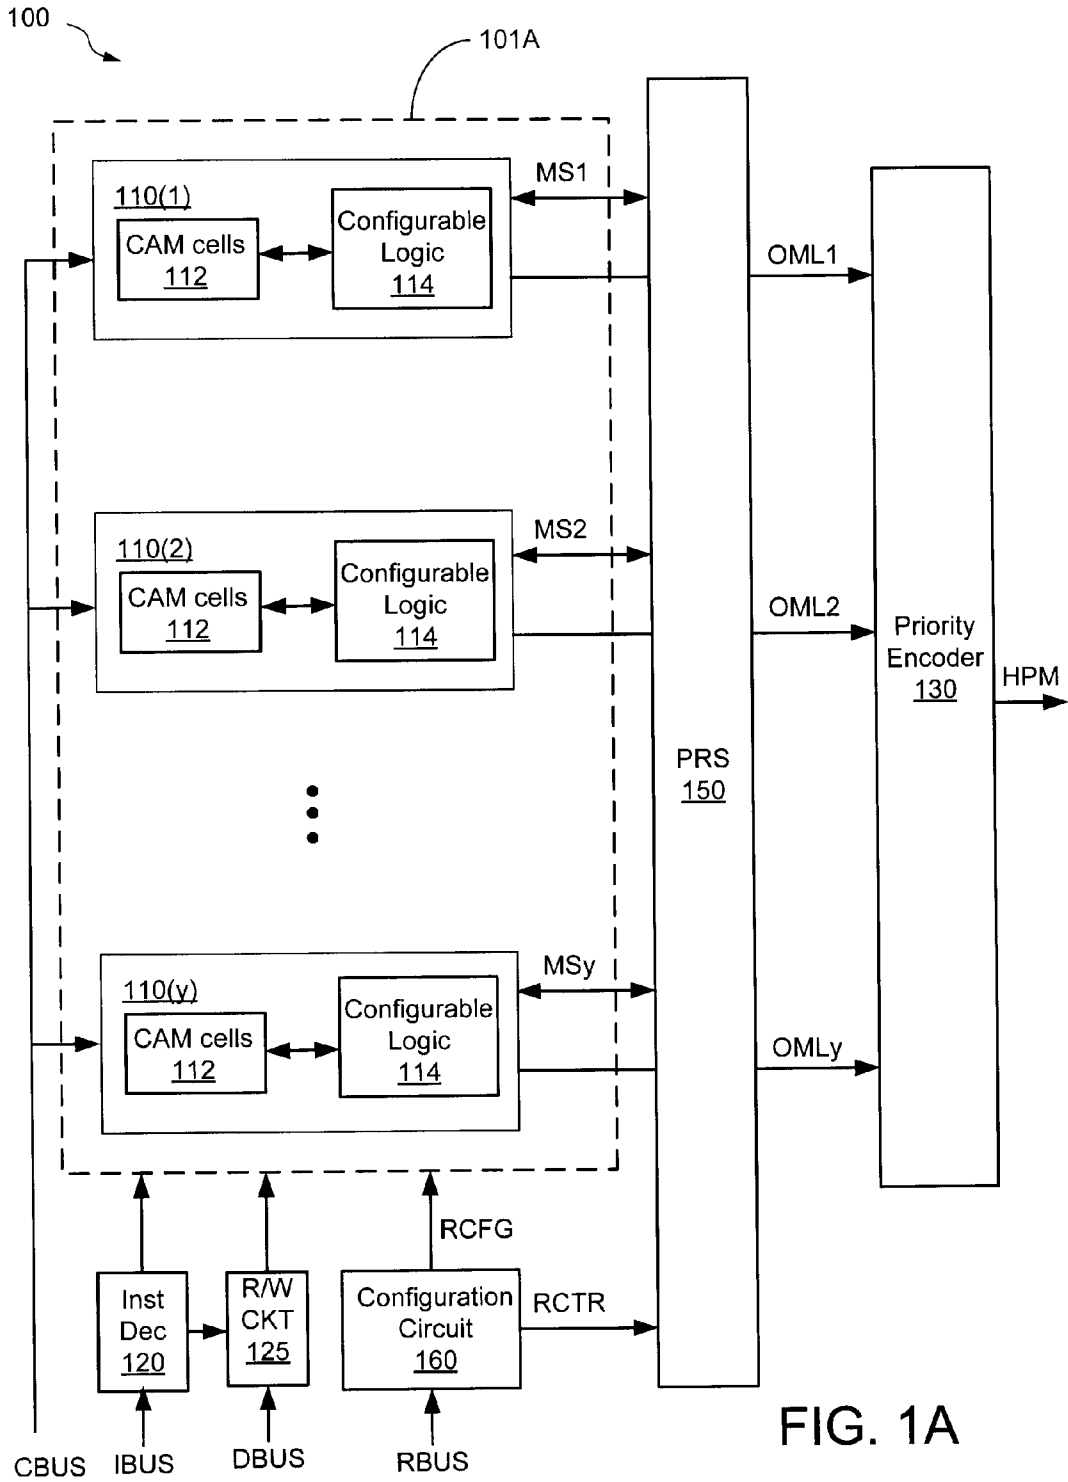 100
101A
110(1)
CAM cells
112
Configurable
Logic
114
MS1
OML1
110(2)
CAM cells
112
Configurable
Logic
114
MS2
OML2
Priority
Encoder
130
HPM
PRS
150
110(y)
CAM cells
112
Configurable
Logic
114
MSy
OMLy
RCFG
Inst
Dec
120
R/W
CKT
125
Configuration
Circuit
160
RCTR
CBUS
IBUS
DBUS
RBUS
FIG. 1A